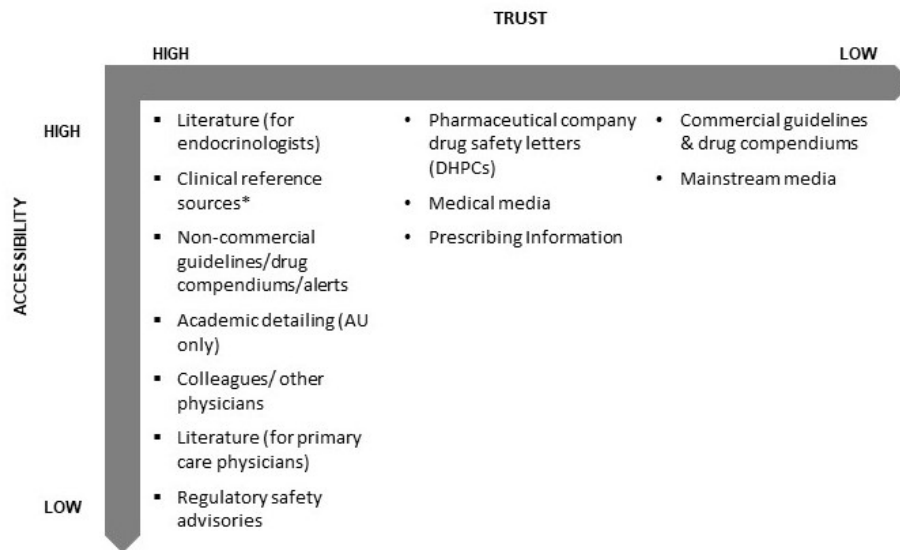 TRUST
HIGH
LOW
HIGH
ACCESSIBILITY
LOW
▪ Literature (for
endocrinologists)
▪ Clinical reference
sources*
▪ Non-commercial
guidelines/drug
compendiums/alerts
▪ Academic detailing (AU
only)
▪ Colleagues/ other
physicians
▪ Literature (for primary
care physicians)
▪ Regulatory safety
advisories
• Pharmaceutical company
drug safety letters
(DHPCs)
• Medical media
• Prescribing Information
• Commercial guidelines
& drug compendiums
• Mainstream media